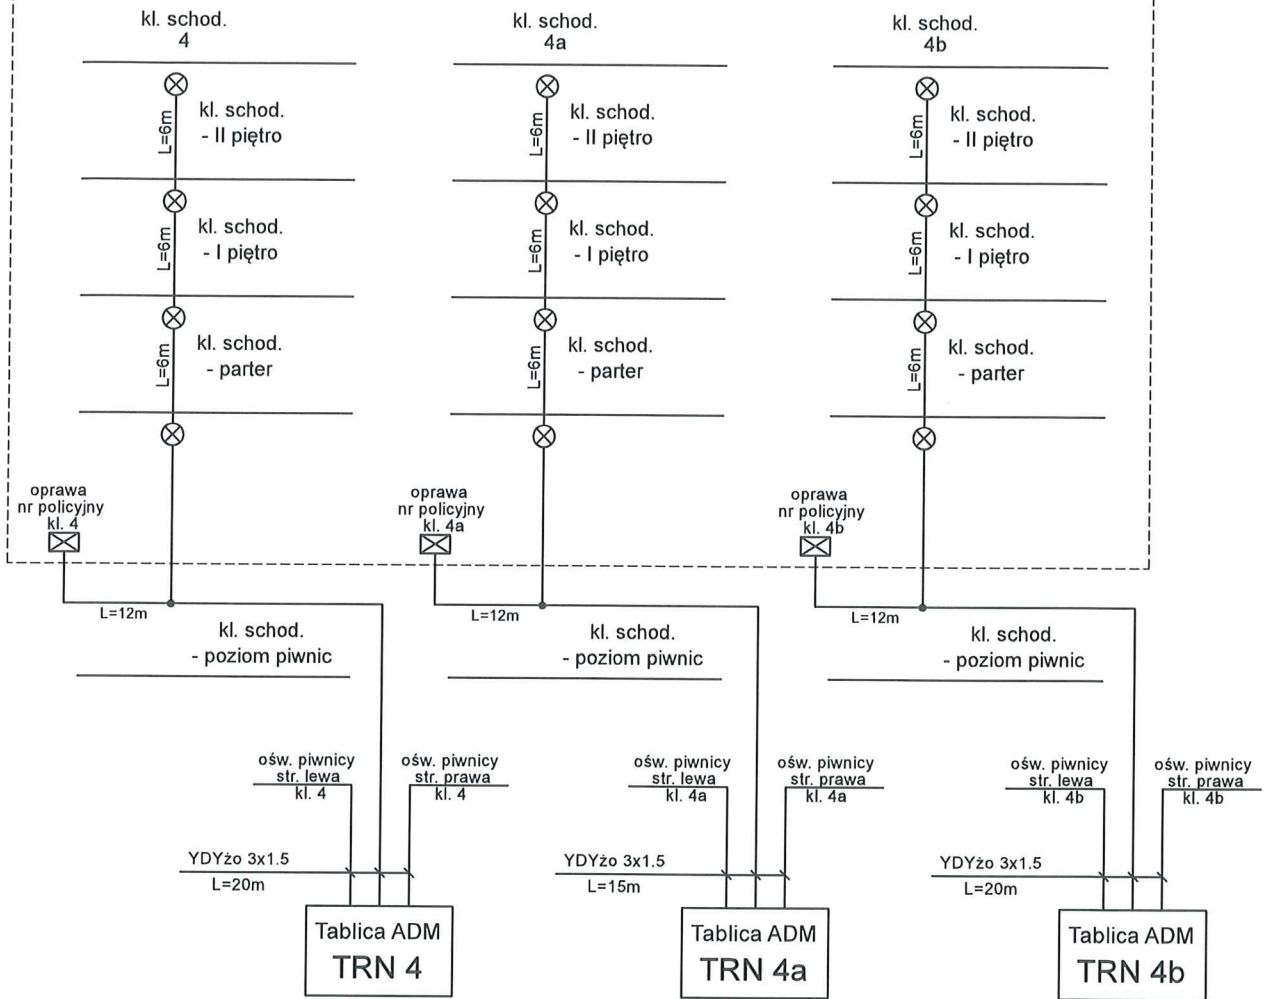 kl. schod.
4
kl. schod.
4a
kl. schod.
4b
L=6m
kl. schod.
- II piętro
L=6m
kl. schod.
- II piętro
L=6m
kl. schod.
- II piętro
L=6m
kl. schod.
- I piętro
L=6m
kl. schod.
- I piętro
L=6m
kl. schod.
- I piętro
L=6m
kl. schod.
- parter
L=6m
kl. schod.
- parter
L=6m
kl. schod.
- parter
oprawa
nr policyjny
kl. 4
oprawa
nr policyjny
kl. 4a
oprawa
nr policyjny
kl. 4b
L=12m
L=12m
L=12m
kl. schod.
- poziom piwnic
kl. schod.
- poziom piwnic
kl. schod.
- poziom piwnic
ośw. piwnicy
str. lewa
kl. 4
ośw. piwnicy
str. prawa
kl. 4
ośw. piwnicy
str. lewa
kl. 4a
ośw. piwnicy
str. prawa
kl. 4a
ośw. piwnicy
str. lewa
kl. 4b
ośw. piwnicy
str. prawa
kl. 4b
YDYżo 3x1.5
L=20m
YDYżo 3x1.5
L=15m
YDYżo 3x1.5
L=20m
Tablica ADM
TRN 4
Tablica ADM
TRN 4a
Tablica ADM
TRN 4b